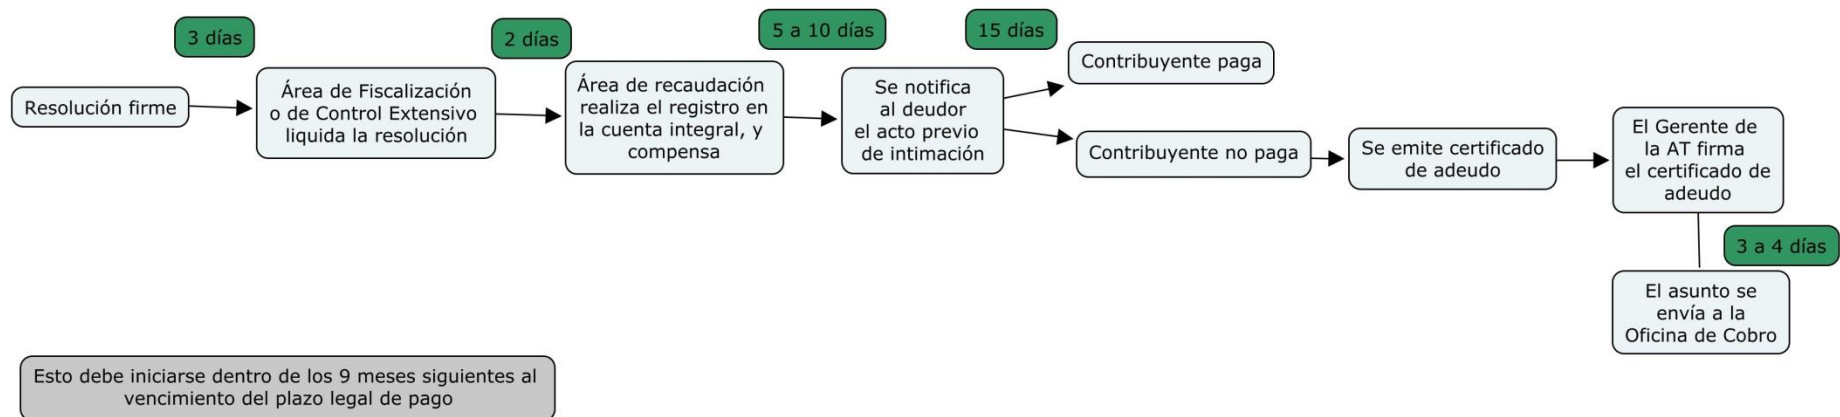 3 días
2 días
5 a 10 días
15 días
Resolución firme
Área de Fiscalización
o de Control Extensivo
liquida la resolución
Área de recaudación
realiza el registro en
la cuenta integral, y
compensa
Se notifica
al deudor
el acto previo
de intimación
Contribuyente paga
Contribuyente no paga
Se emite certificado
de adeudo
El Gerente de
la AT firma
el certificado de
adeudo
3 a 4 días
El asunto se
envía a la
Oficina de Cobro
Esto debe iniciarse dentro de los 9 meses siguientes al
vencimiento del plazo legal de pago